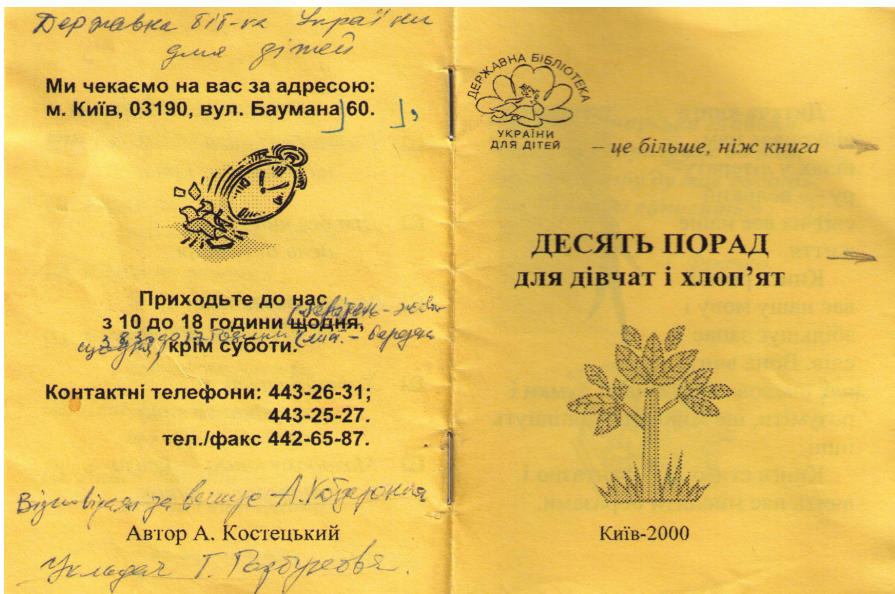 Державна біб-ка України
для дітей
Ми чекаємо на вас за адресою:
м. Київ, 03190, вул. Баумана 60.
Приходьте до нас
з 10 до 18 години щодня,
крім суботи.
Контактні телефони: 443-26-31;
443-25-27.
тел./факс 442-65-87.
Відповідальна за випуск А.
Автор А. Костецький
Укладач Г.
ДЕРЖАВНА БІБЛІОТЕКА
УКРАЇНИ
ДЛЯ ДІТЕЙ
– це більше, ніж книга
ДЕСЯТЬ ПОРАД
для дівчат і хлоп’ят
Київ-2000